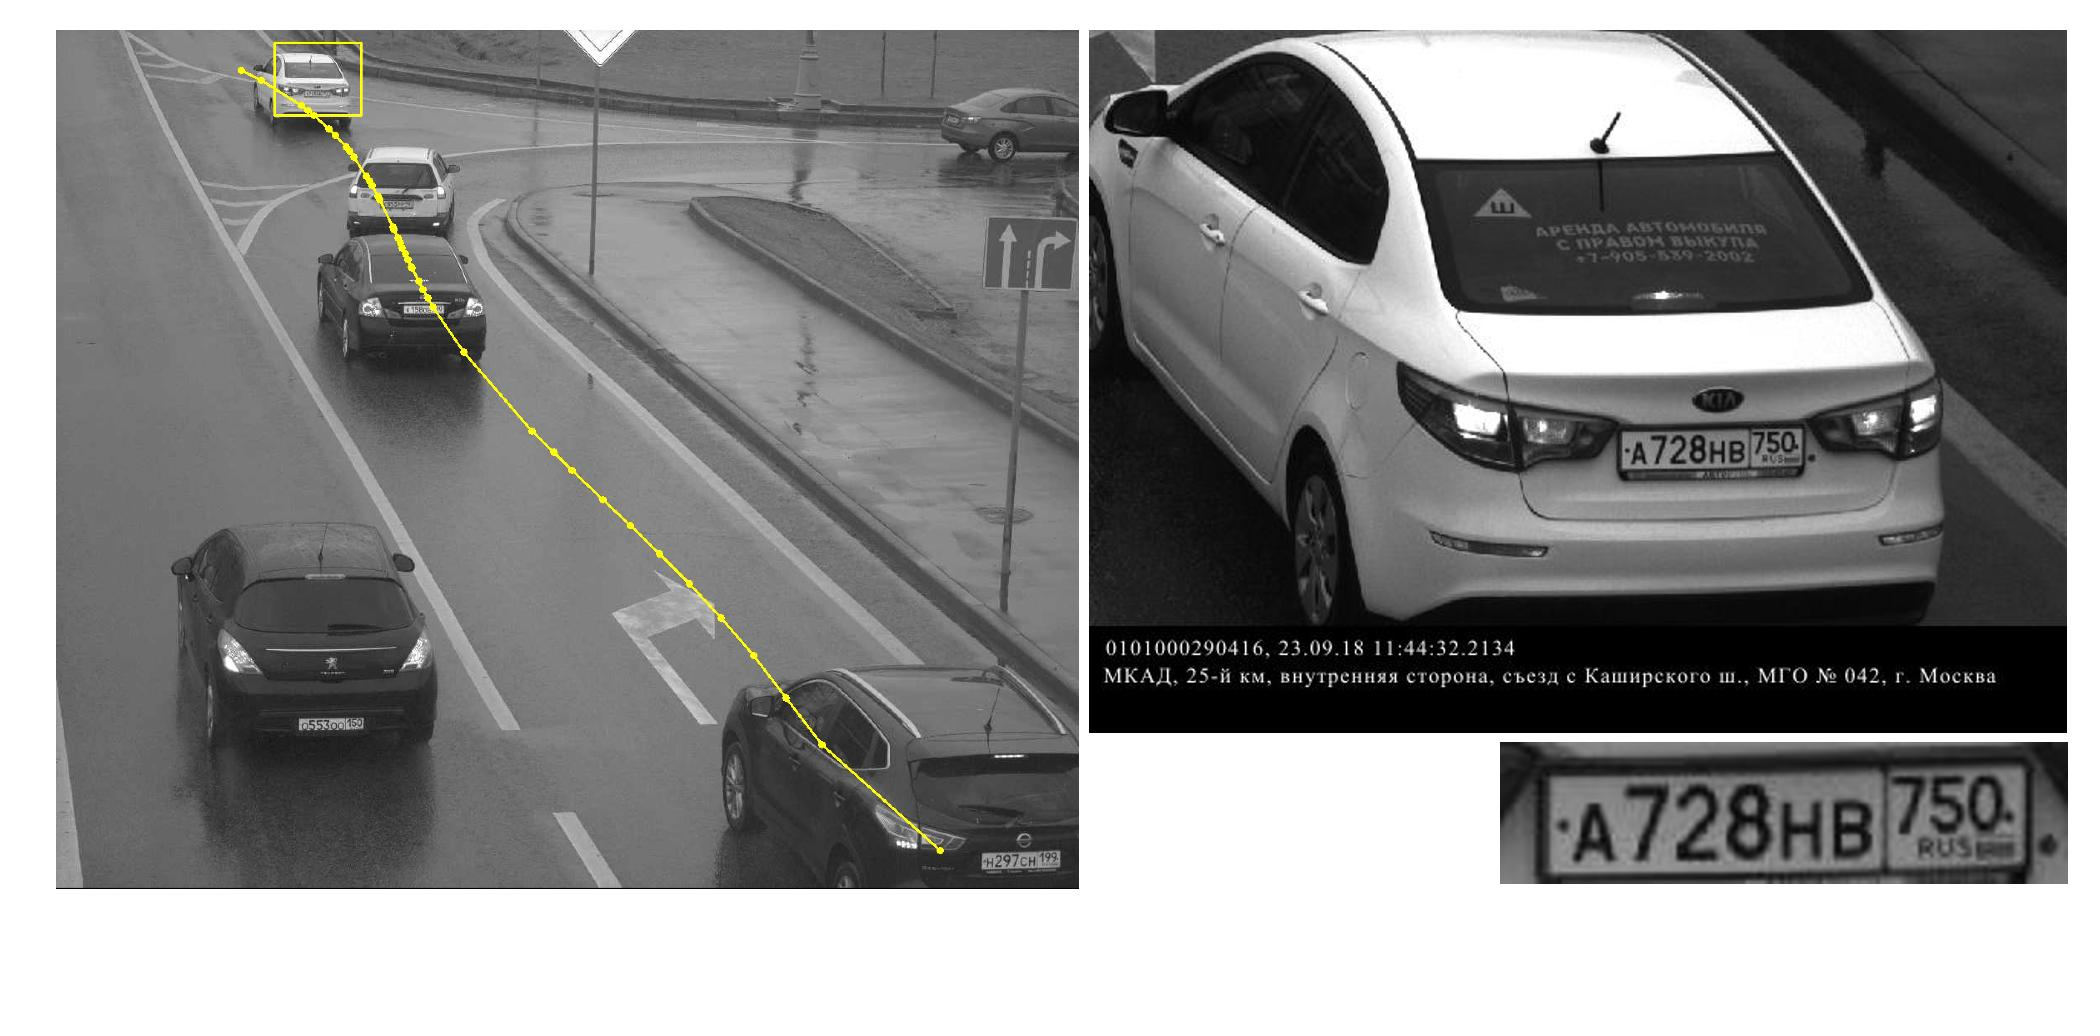 О553ОО 150
Н297СН 199
Ш
АРЕНДА АВТОМОБИЛЯ
С ПРАВОМ ВЫКУПА
+7-905-539-2002
KIA
А728НВ 750
RUS
0101000290416, 23.09.18 11:44:32.2134
МКАД, 25-й км, внутренняя сторона, съезд с Каширского ш., МГО № 042, г. Москва
А728НВ 750
RUS